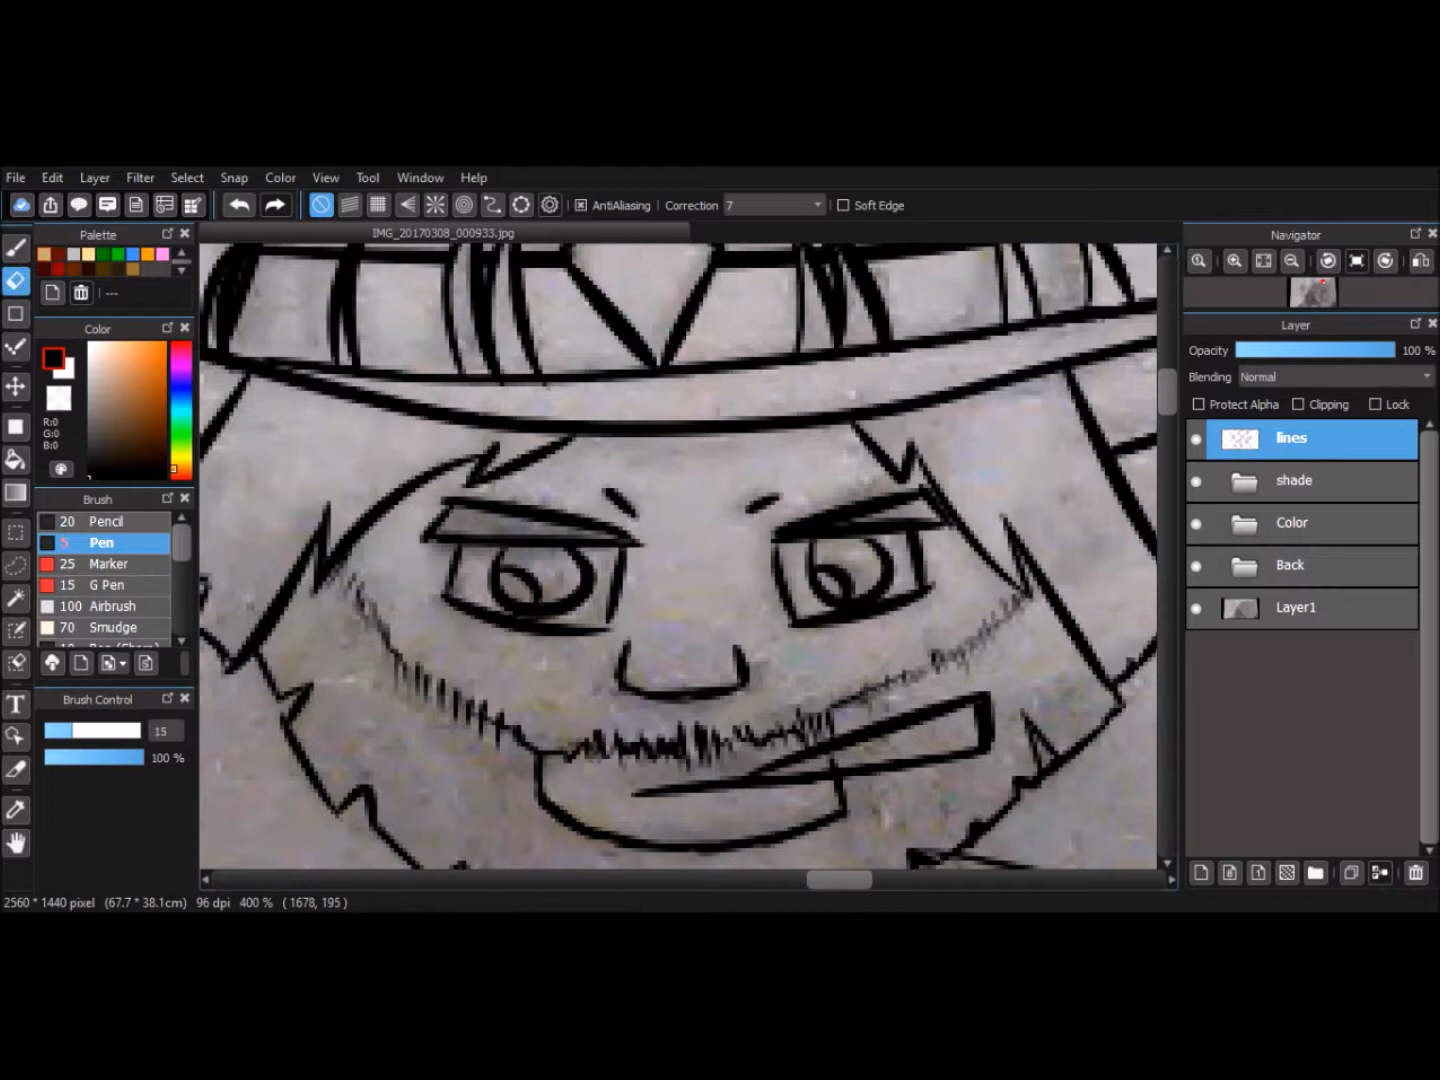 File Edit Layer Filter Select Snap Color View Tool Window Help
AntiAliasing Correction 7 Soft Edge
Palette
IMG_20170308_000933.jpg
Navigator
---
Color
Layer
R:0
G:0
B:0
Opacity 100 %
Blending Normal
Protect Alpha Clipping Lock
lines
shade
Color
Back
Layer1
Brush
20 Pencil
5 Pen
25 Marker
15 G Pen
100 Airbrush
70 Smudge
Brush Control
15
100 %
2560 * 1440 pixel (67.7 * 38.1cm) 96 dpi 400 % ( 1678, 195 )